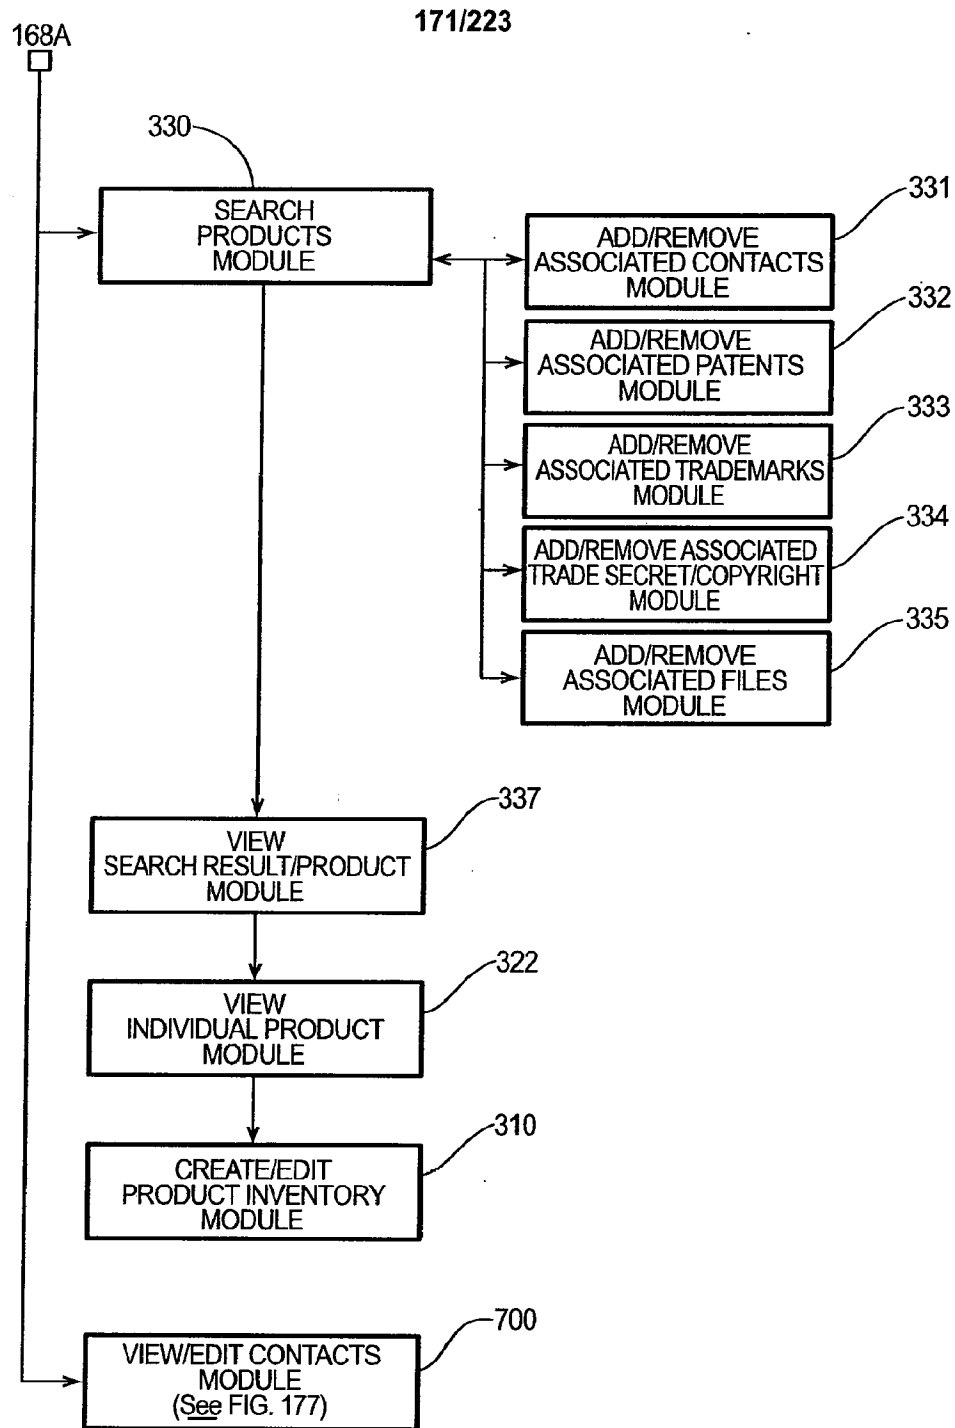 171/223
168A
330
SEARCH
PRODUCTS
MODULE
331
ADD/REMOVE
ASSOCIATED CONTACTS
MODULE
332
ADD/REMOVE
ASSOCIATED PATENTS
MODULE
333
ADD/REMOVE
ASSOCIATED TRADEMARKS
MODULE
334
ADD/REMOVE ASSOCIATED
TRADE SECRET/COPYRIGHT
MODULE
335
ADD/REMOVE
ASSOCIATED FILES
MODULE
337
VIEW
SEARCH RESULT/PRODUCT
MODULE
322
VIEW
INDIVIDUAL PRODUCT
MODULE
310
CREATE/EDIT
PRODUCT INVENTORY
MODULE
700
VIEW/EDIT CONTACTS
MODULE
(See FIG. 177)